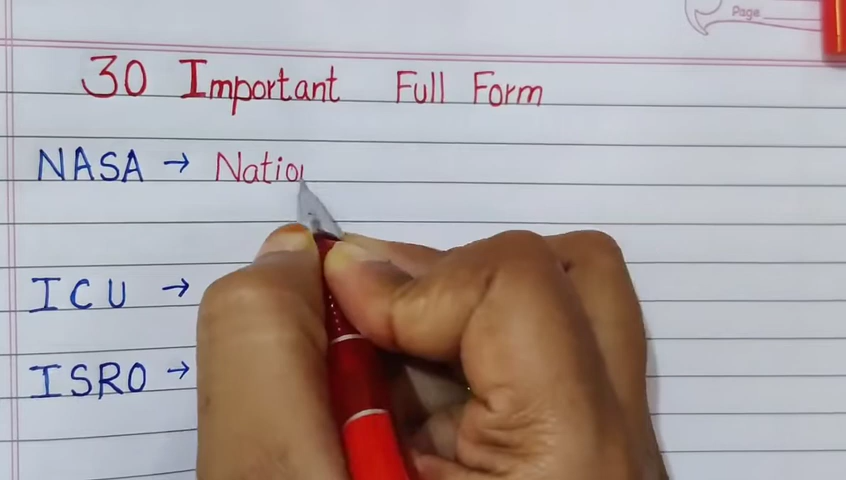 Page
30 Important Full Form
NASA → Natio
ICU →
ISRO →